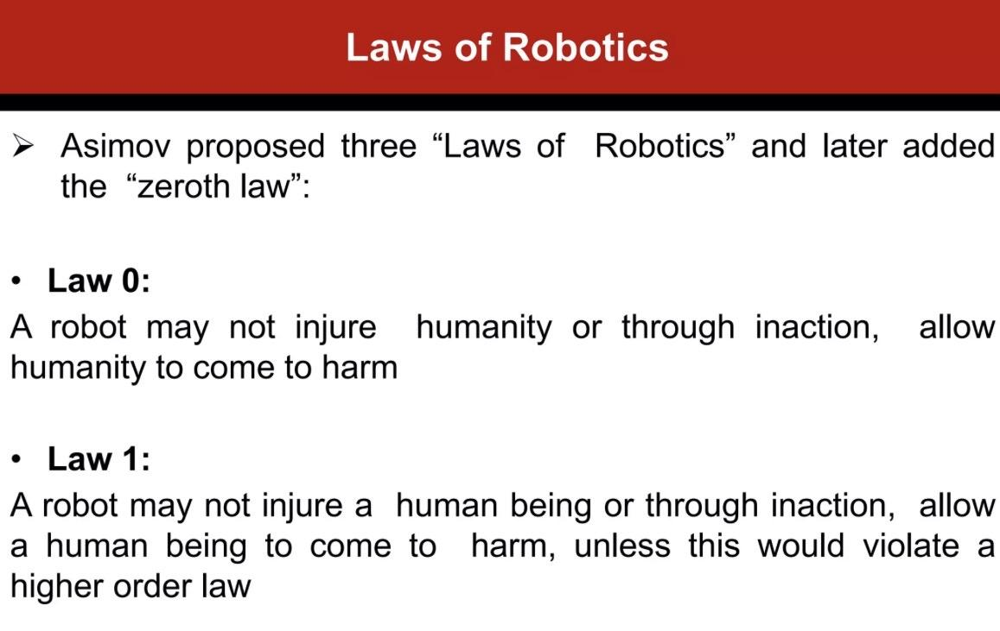 Laws of Robotics
➢ Asimov proposed three “Laws of Robotics” and later added
the “zeroth law”:
• Law 0:
A robot may not injure humanity or through inaction, allow
humanity to come to harm
• Law 1:
A robot may not injure a human being or through inaction, allow
a human being to come to harm, unless this would violate a
higher order law